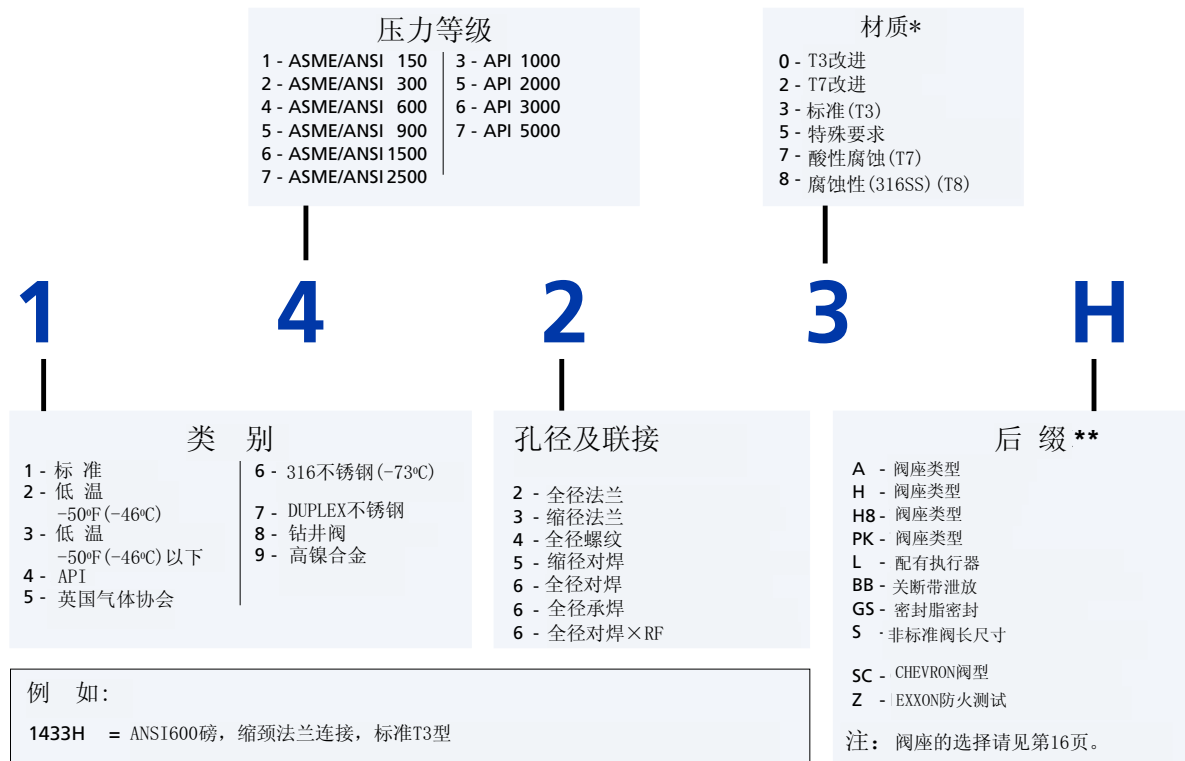 压力等级
1 - ASME/ANSI 150
2 - ASME/ANSI 300
4 - ASME/ANSI 600
5 - ASME/ANSI 900
6 - ASME/ANSI 1500
7 - ASME/ANSI 2500
3 - API 1000
5 - API 2000
6 - API 3000
7 - API 5000
材质*
0 - T3改进
2 - T7改进
3 - 标准(T3)
5 - 特殊要求
7 - 酸性腐蚀(T7)
8 - 腐蚀性(316SS)(T8)
1 4 2 3 H
类 别
1 - 标 准
2 - 低 温
-50ºF(-46ºC)
3 - 低 温
-50ºF(-46ºC)以下
4 - API
5 - 英国气体协会
6 - 316不锈钢(-73ºC)
7 - DUPLEX不锈钢
8 - 钻井阀
9 - 高镍合金
孔径及联接
2 - 全径法兰
3 - 缩径法兰
4 - 全径螺纹
5 - 缩径对焊
6 - 全径对焊
6 - 全径承焊
6 - 全径对焊×RF
后 缀**
A - 阀座类型
H - 阀座类型
H8 - 阀座类型
PK - 阀座类型
L - 配有执行器
BB - 关断带泄放
GS - 密封脂密封
S - 非标准阀长尺寸
SC - CHEVRON阀型
Z - EXXON防火测试
注: 阀座的选择请见第16页。
例 如:
1433H = ANSI600磅, 缩颈法兰连接, 标准T3型